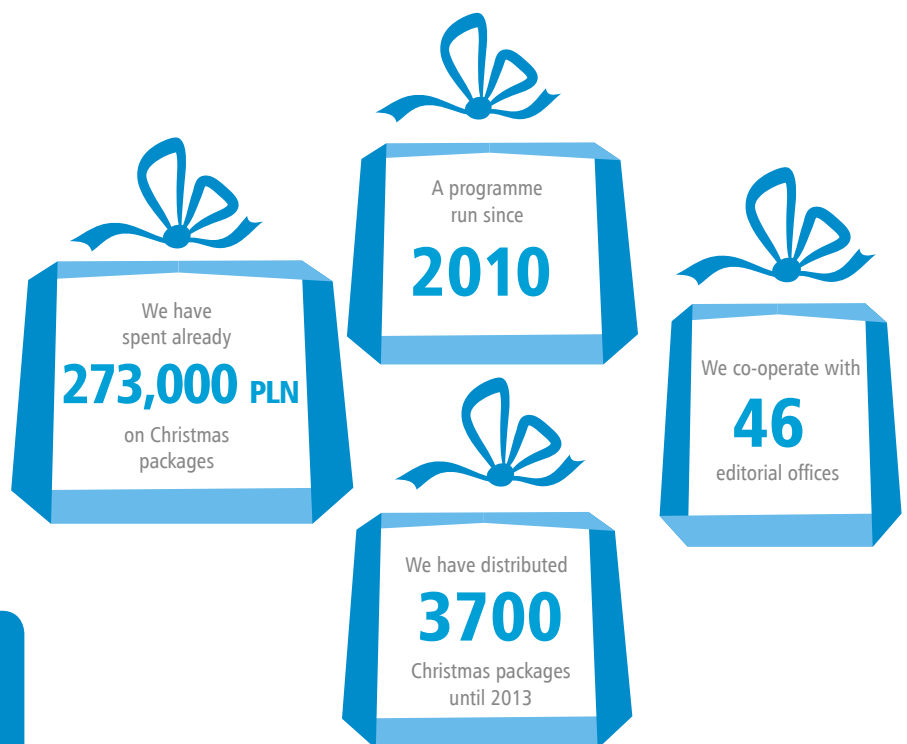 A programme
run since
2010
We have
spent already
273,000 PLN
on Christmas
packages
We co-operate with
46
editorial offices
We have distributed
3700
Christmas packages
until 2013